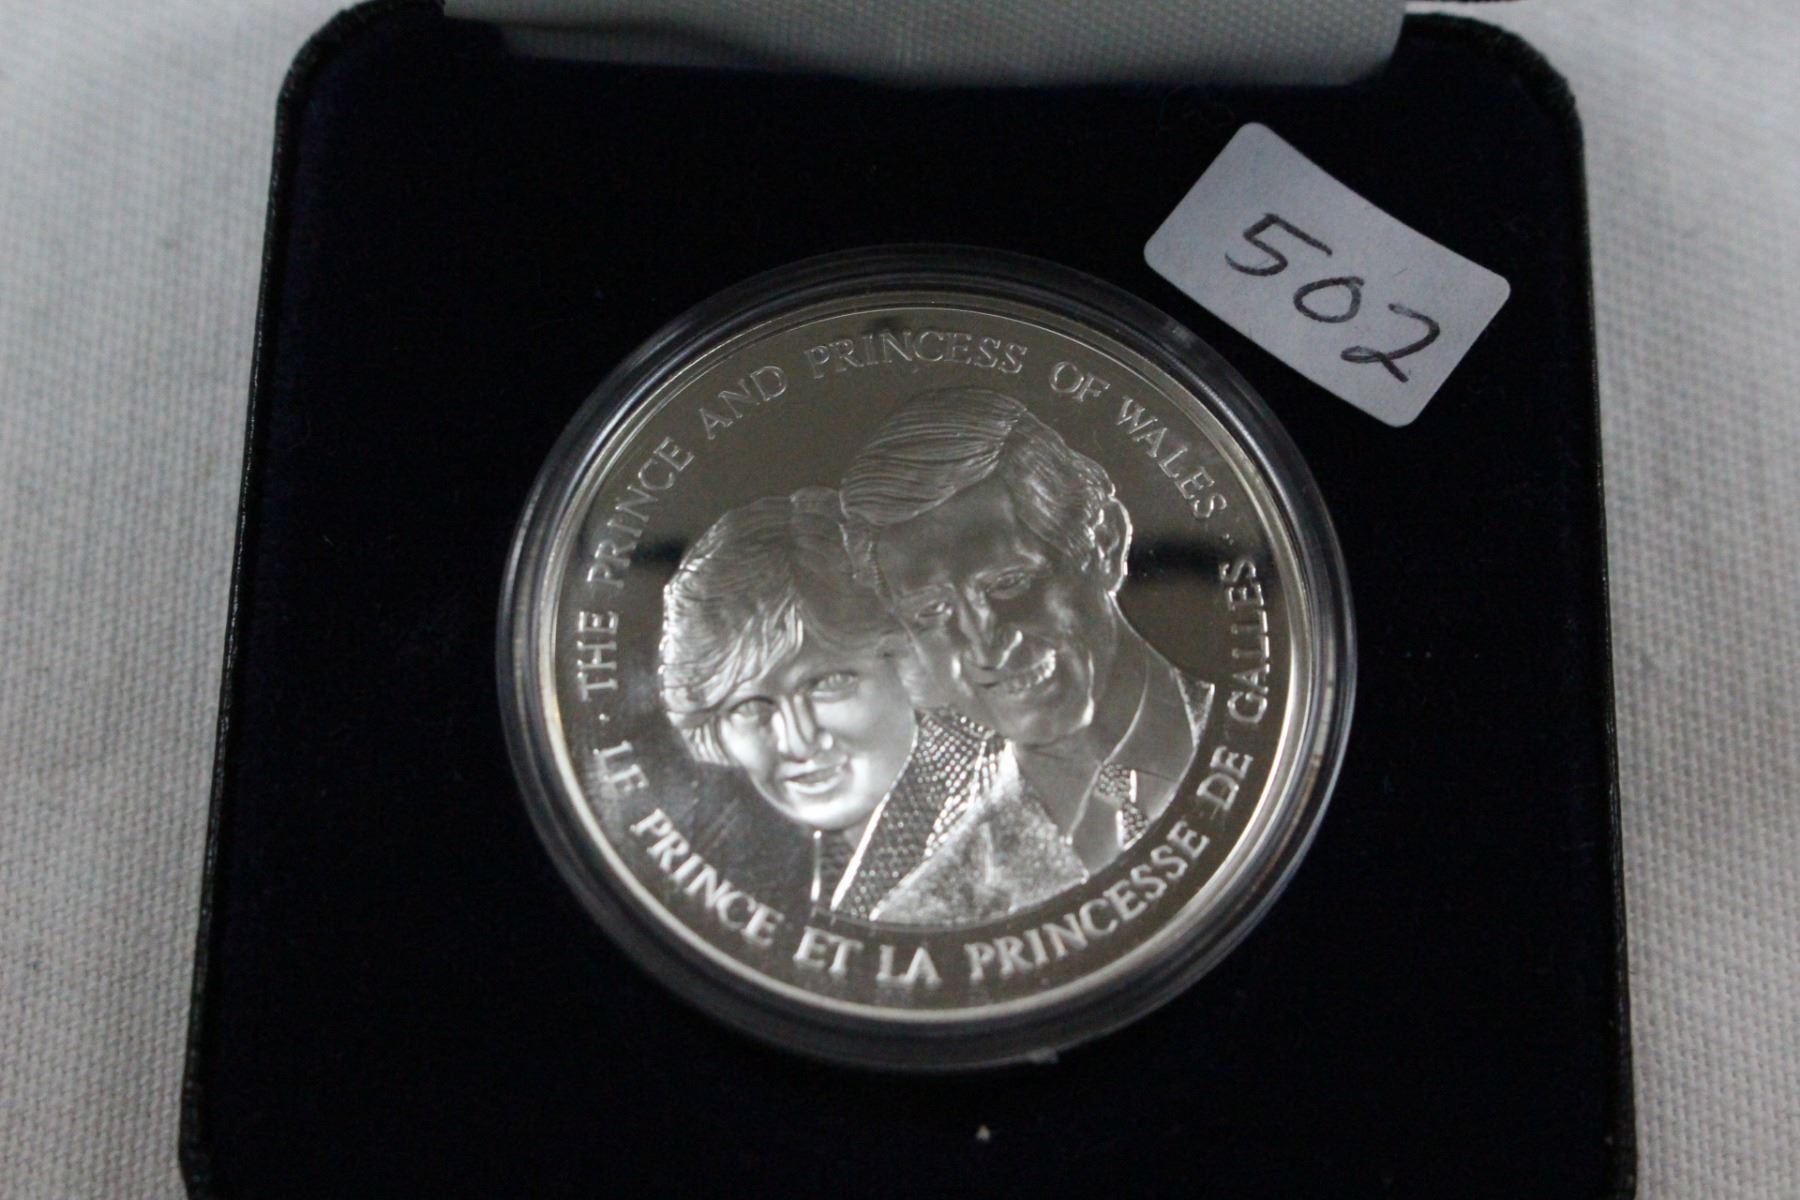 502
· THE PRINCE AND PRINCESS OF WALES ·
LE PRINCE ET LA PRINCESSE DE GALLES